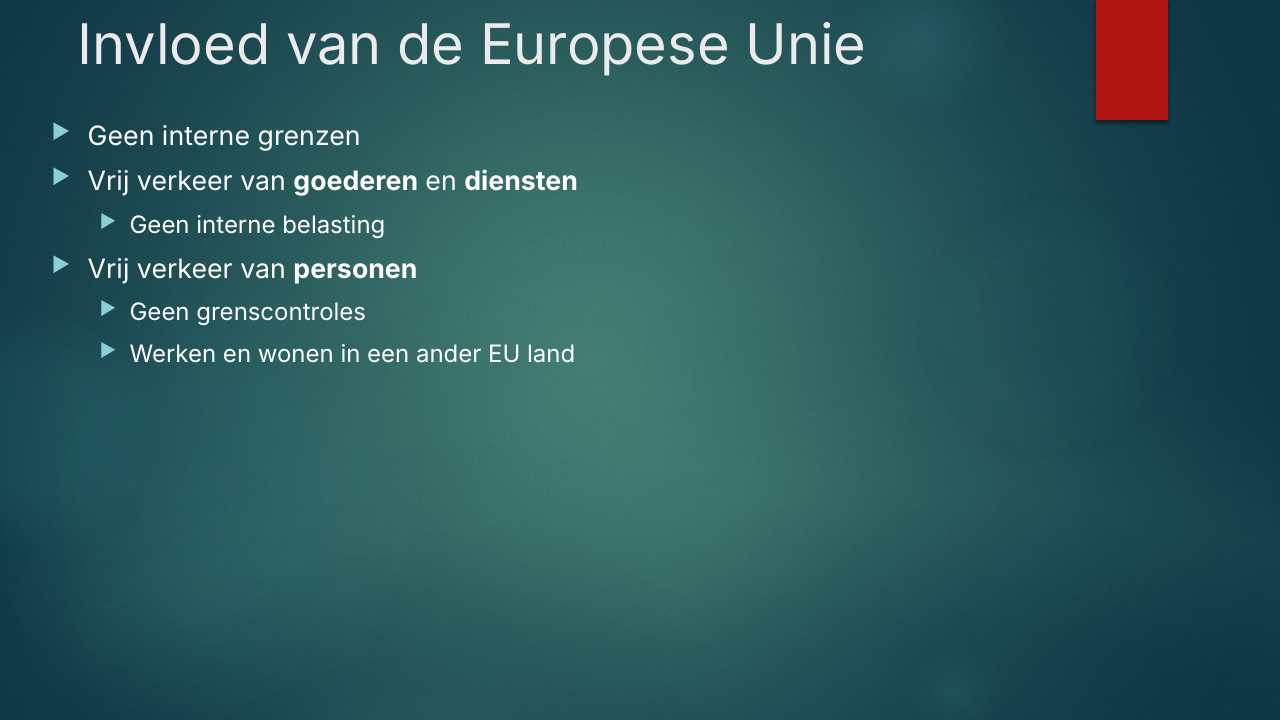 Invloed van de Europese Unie
Geen interne grenzen
Vrij verkeer van goederen en diensten
Geen interne belasting
Vrij verkeer van personen
Geen grenscontroles
Werken en wonen in een ander EU land